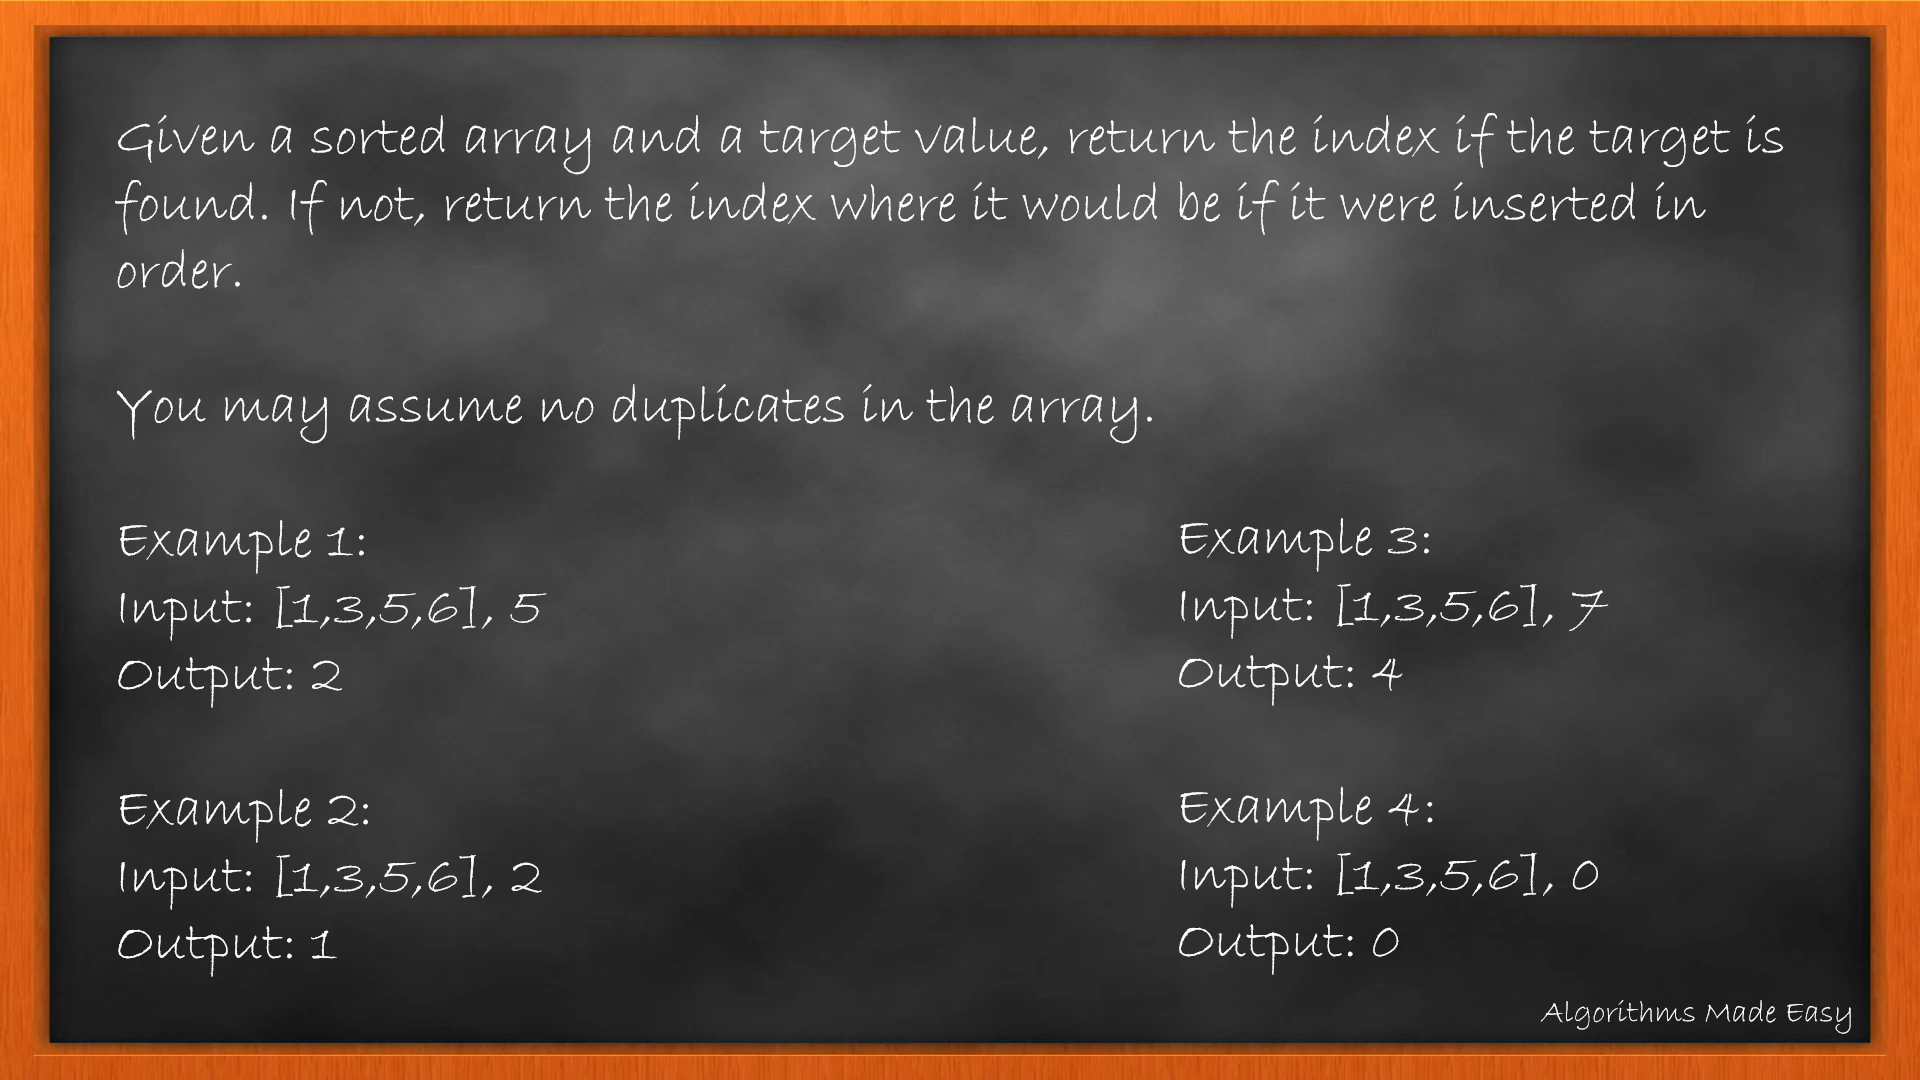 Given a sorted array and a target value, return the index if the target is
found. If not, return the index where it would be if it were inserted in
order.
You may assume no duplicates in the array.
Example 1:
Input: [1,3,5,6], 5
Output: 2
Example 2:
Input: [1,3,5,6], 2
Output: 1
Example 3:
Input: [1,3,5,6], 7
Output: 4
Example 4:
Input: [1,3,5,6], 0
Output: 0
Algorithms Made Easy